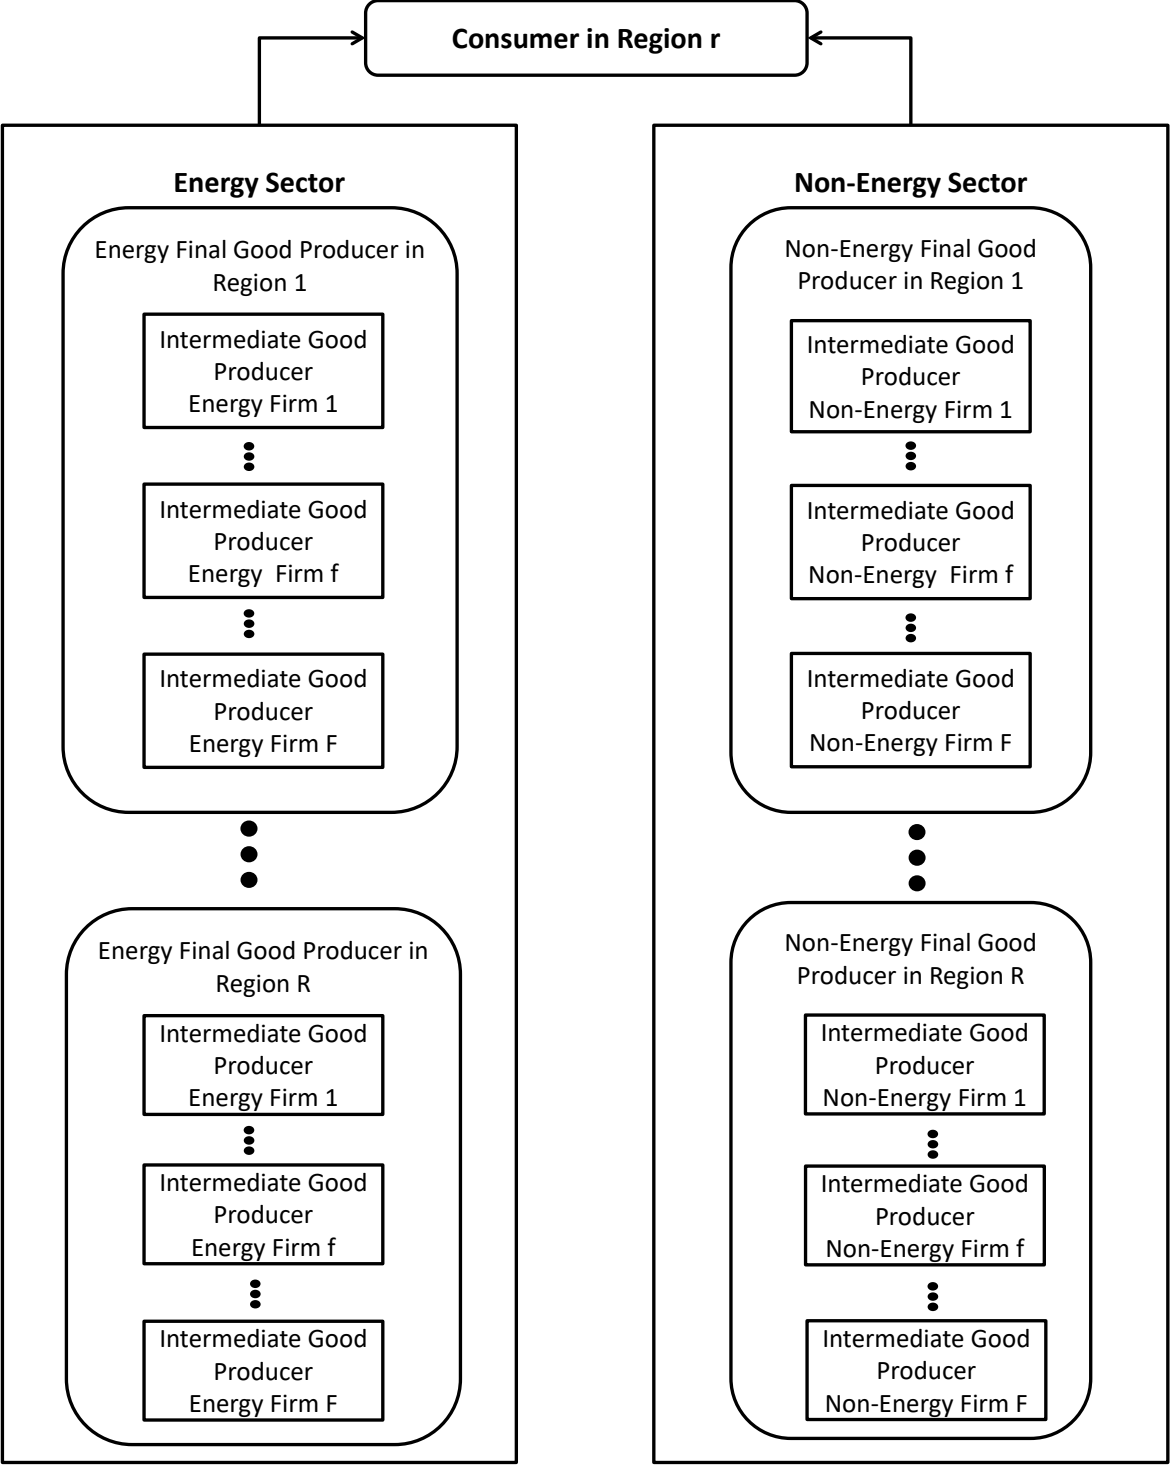 Consumer in Region r
Energy Sector
Energy Final Good Producer in
Region 1
Intermediate Good
Producer
Energy Firm 1
Intermediate Good
Producer
Energy  Firm f
Intermediate Good
Producer
Energy Firm F
Energy Final Good Producer in
Region R
Intermediate Good
Producer
Energy Firm 1
Intermediate Good
Producer
Energy Firm f
Intermediate Good
Producer
Energy Firm F
Non-Energy Sector
Non-Energy Final Good
Producer in Region 1
Intermediate Good
Producer
Non-Energy Firm 1
Intermediate Good
Producer
Non-Energy  Firm f
Intermediate Good
Producer
Non-Energy Firm F
Non-Energy Final Good
Producer in Region R
Intermediate Good
Producer
Non-Energy Firm 1
Intermediate Good
Producer
Non-Energy Firm f
Intermediate Good
Producer
Non-Energy Firm F